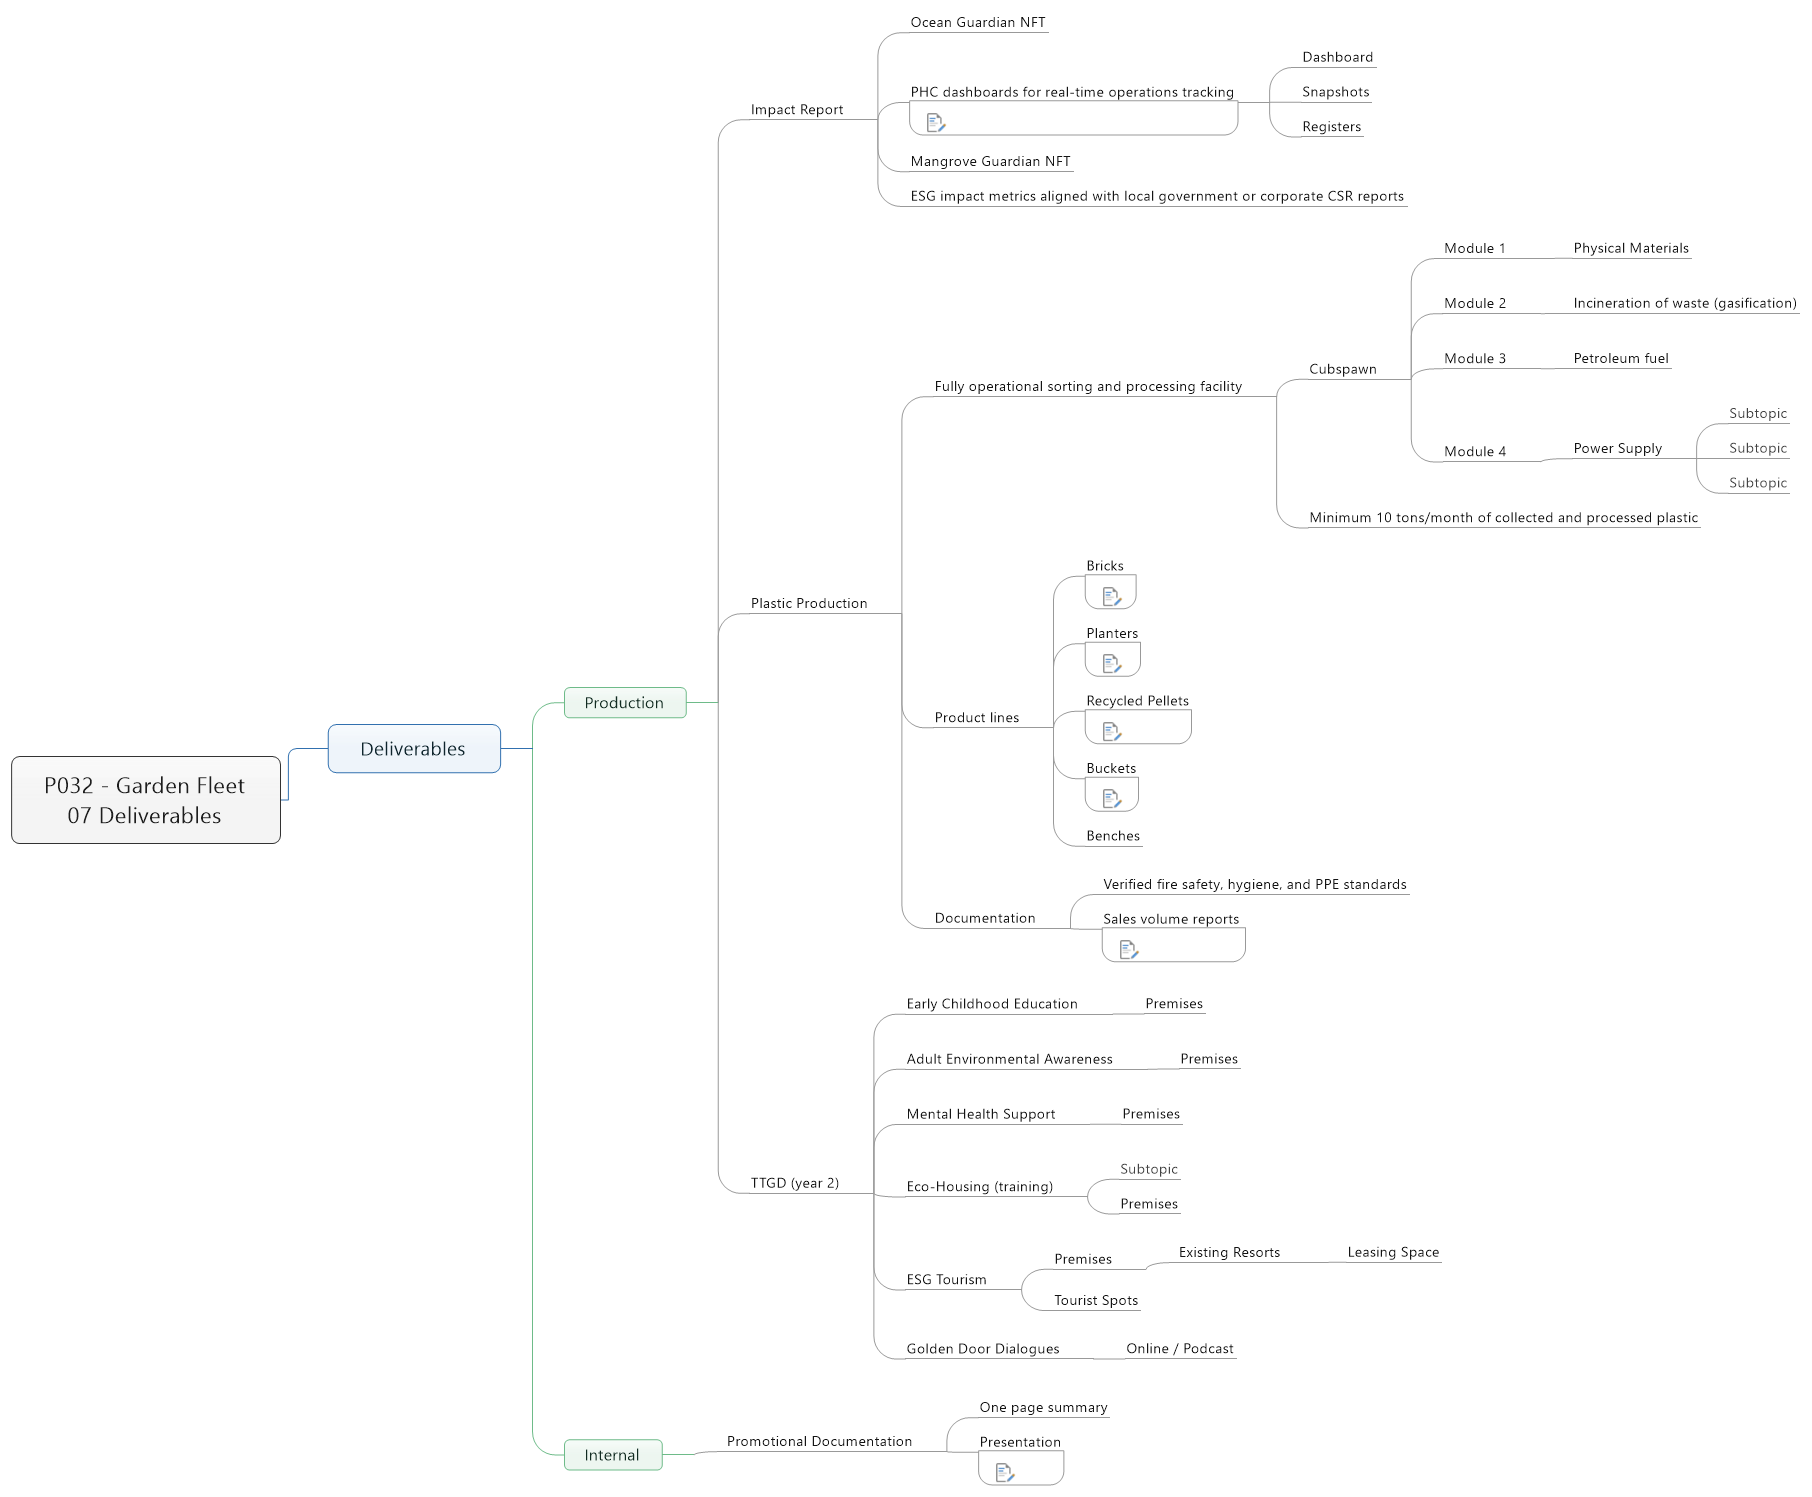 P032 - Garden Fleet
07 Deliverables
Deliverables
Production
Impact Report
Ocean Guardian NFT
PHC dashboards for real-time operations tracking
Dashboard
Snapshots
Registers
Mangrove Guardian NFT
ESG impact metrics aligned with local government or corporate CSR reports
Plastic Production
Fully operational sorting and processing facility
Cubspawn
Module 1
Physical Materials
Module 2
Incineration of waste (gasification)
Module 3
Petroleum fuel
Module 4
Power Supply
Subtopic
Subtopic
Subtopic
Minimum 10 tons/month of collected and processed plastic
Product lines
Bricks
Planters
Recycled Pellets
Buckets
Benches
Documentation
Verified fire safety, hygiene, and PPE standards
Sales volume reports
TTGD (year 2)
Early Childhood Education
Premises
Adult Environmental Awareness
Premises
Mental Health Support
Premises
Eco-Housing (training)
Subtopic
Premises
ESG Tourism
Premises
Existing Resorts
Leasing Space
Tourist Spots
Golden Door Dialogues
Online / Podcast
Internal
Promotional Documentation
One page summary
Presentation